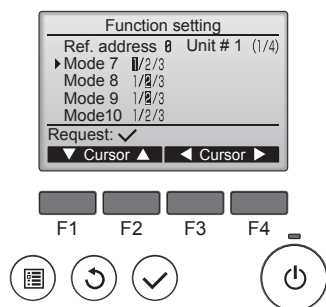 Function setting
Ref. address 0 Unit # 1 (1/4)
Mode 7 1/2/3
Mode 8 1/2/3
Mode 9 1/2/3
Mode10 1/2/3
Request: ✓
▼ Cursor ▲ ◀ Cursor ▶
F1 F2 F3 F4